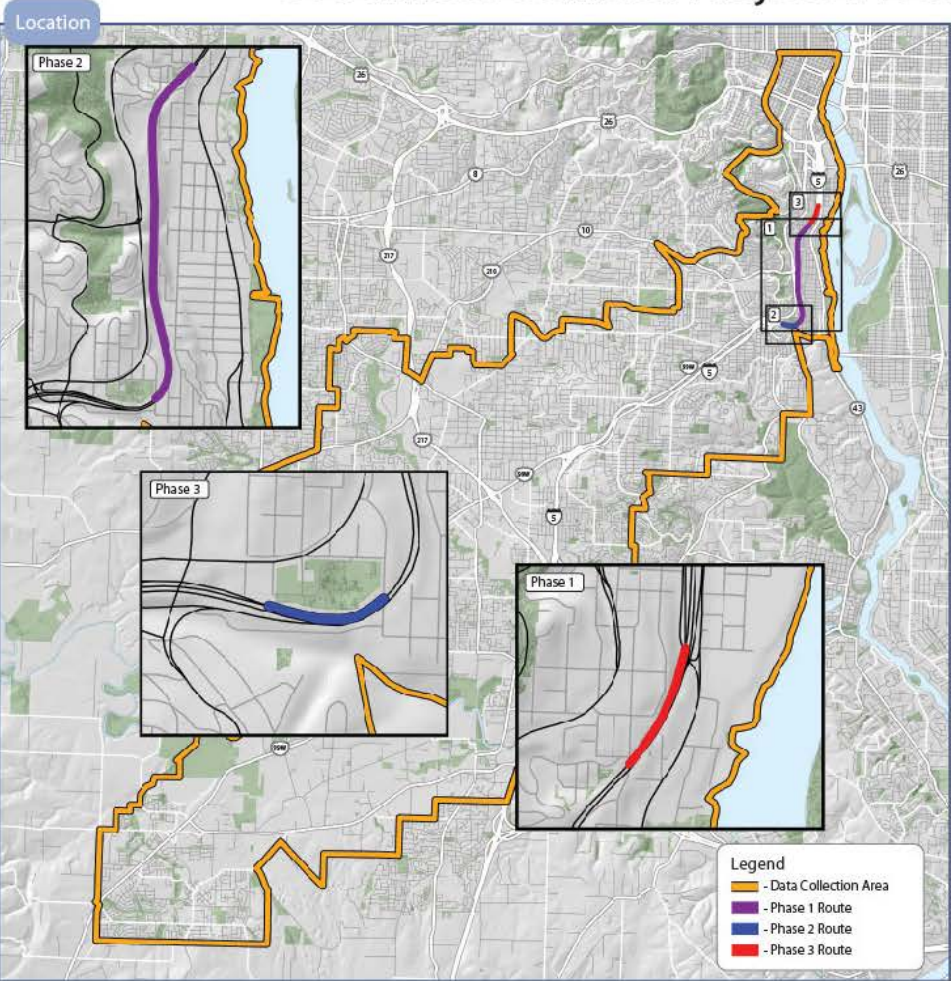 Location
Phase 2
26
26
8
5
26
3
1
10
217
210
2
99W
5
43
217
99W
5
Phase 3
Phase 1
99W
Legend
- Data Collection Area
- Phase 1 Route
- Phase 2 Route
- Phase 3 Route